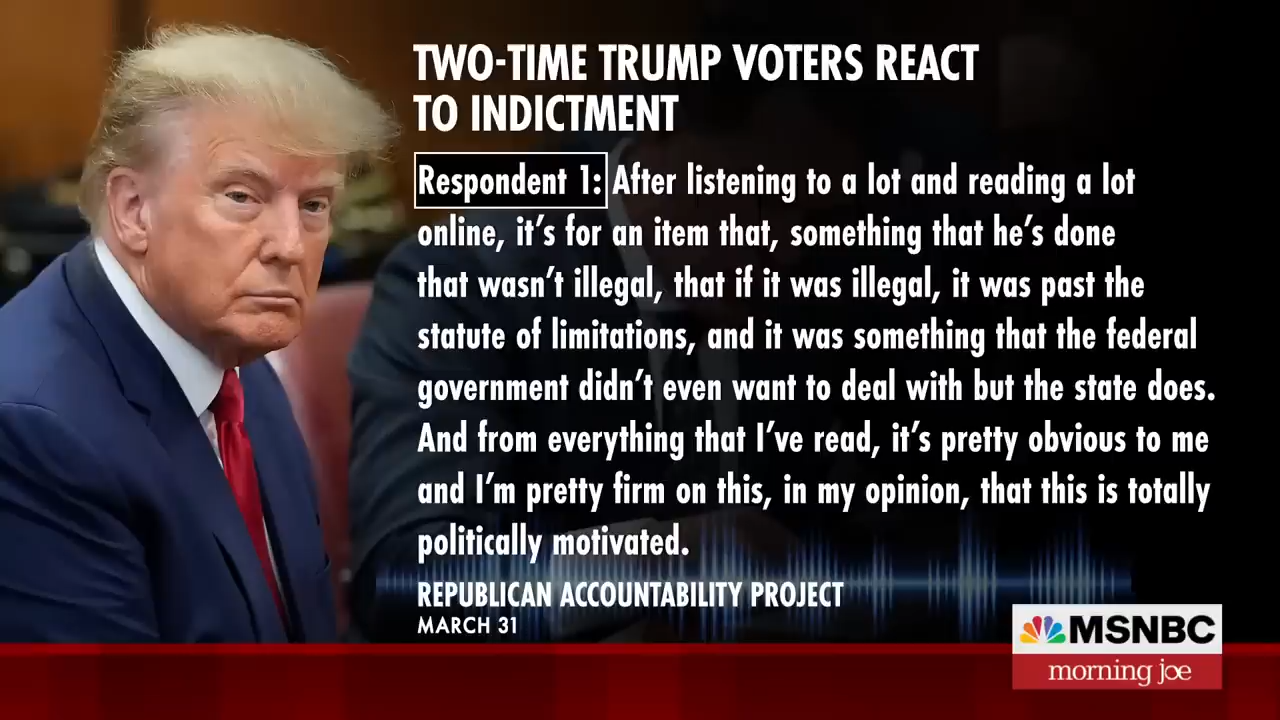 TWO-TIME TRUMP VOTERS REACT
TO INDICTMENT
Respondent 1: After listening to a lot and reading a lot
online, it’s for an item that, something that he’s done
that wasn’t illegal, that if it was illegal, it was past the
statute of limitations, and it was something that the federal
government didn’t even want to deal with but the state does.
And from everything that I’ve read, it’s pretty obvious to me
and I’m pretty firm on this, in my opinion, that this is totally
politically motivated.
REPUBLICAN ACCOUNTABILITY PROJECT
MARCH 31
MSNBC
morning joe